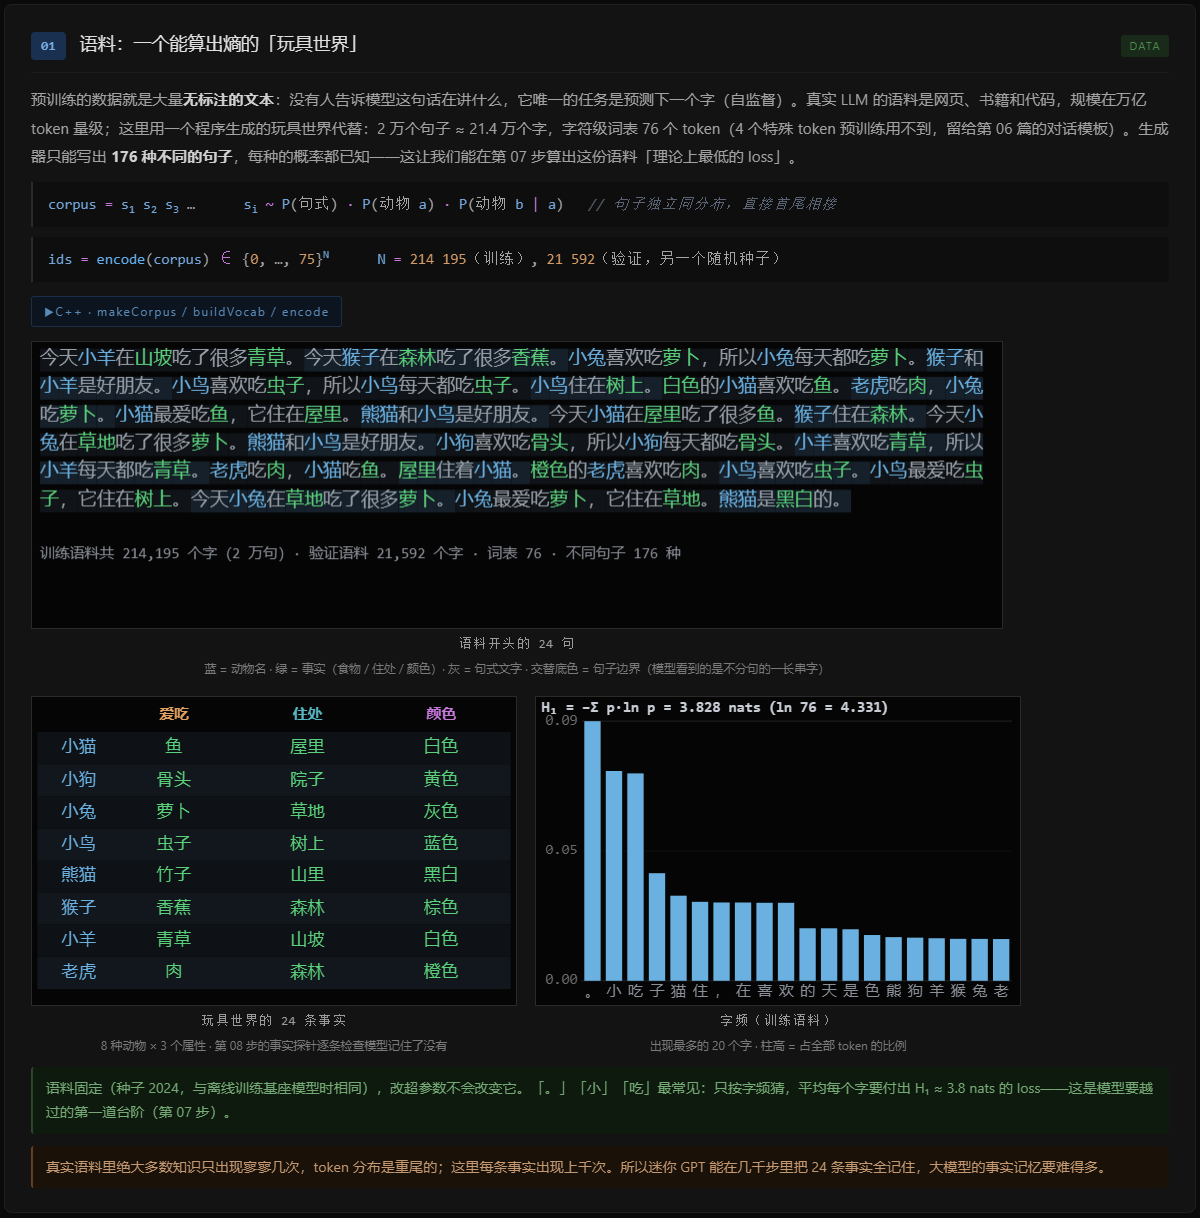 01 语料：一个能算出熵的「玩具世界」 DATA
预训练的数据就是大量无标注的文本：没有人告诉模型这句话在讲什么，它唯一的任务是预测下一个字（自监督）。真实 LLM 的语料是网页、书籍和代码，规模在万亿
token 量级；这里用一个程序生成的玩具世界代替：2 万个句子 ≈ 21.4 万个字，字符级词表 76 个 token（4 个特殊 token 预训练用不到，留给第 06 篇的对话模板）。生成
器只能写出 176 种不同的句子，每种的概率都已知——这让我们能在第 07 步算出这份语料「理论上最低的 loss」。
corpus = s₁ s₂ s₃ … sᵢ ~ P(句式) · P(动物 a) · P(动物 b | a) // 句子独立同分布，直接首尾相接
ids = encode(corpus) ∈ {0, …, 75}ᴺ N = 214 195（训练）, 21 592（验证，另一个随机种子）
▶C++ · makeCorpus / buildVocab / encode
今天小羊在山坡吃了很多青草。今天猴子在森林吃了很多香蕉。小兔喜欢吃萝卜，所以小兔每天都吃萝卜。猴子和
小羊是好朋友。小鸟喜欢吃虫子，所以小鸟每天都吃虫子。小鸟住在树上。白色的小猫喜欢吃鱼。老虎吃肉，小兔
吃萝卜。小猫最爱吃鱼，它住在屋里。熊猫和小鸟是好朋友。今天小猫在屋里吃了很多鱼。猴子住在森林。今天小
兔在草地吃了很多萝卜。熊猫和小鸟是好朋友。小狗喜欢吃骨头，所以小狗每天都吃骨头。小羊喜欢吃青草，所以
小羊每天都吃青草。老虎吃肉，小猫吃鱼。屋里住着小猫。橙色的老虎喜欢吃肉。小鸟喜欢吃虫子。小鸟最爱吃虫
子，它住在树上。今天小兔在草地吃了很多萝卜。小兔最爱吃萝卜，它住在草地。熊猫是黑白的。
训练语料共 214,195 个字（2 万句）· 验证语料 21,592 个字 · 词表 76 · 不同句子 176 种
语料开头的 24 句
蓝 = 动物名 · 绿 = 事实（食物 / 住处 / 颜色）· 灰 = 句式文字 · 交替底色 = 句子边界（模型看到的是不分句的一长串字）
爱吃 住处 颜色
小猫 鱼 屋里 白色
小狗 骨头 院子 黄色
小兔 萝卜 草地 灰色
小鸟 虫子 树上 蓝色
熊猫 竹子 山里 黑白
猴子 香蕉 森林 棕色
小羊 青草 山坡 白色
老虎 肉 森林 橙色
玩具世界的 24 条事实
8 种动物 × 3 个属性 · 第 08 步的事实探针逐条检查模型记住了没有
H₁ = −Σ p·ln p = 3.828 nats (ln 76 = 4.331)
0.09
0.05
0.00
。 小 吃 子 猫 住 ， 在 喜 欢 的 天 是 色 熊 狗 羊 猴 兔 老
字频（训练语料）
出现最多的 20 个字 · 柱高 = 占全部 token 的比例
语料固定（种子 2024，与离线训练基座模型时相同），改超参数不会改变它。「。」「小」「吃」最常见：只按字频猜，平均每个字要付出 H₁ ≈ 3.8 nats 的 loss——这是模型要越
过的第一道台阶（第 07 步）。
真实语料里绝大多数知识只出现寥寥几次，token 分布是重尾的；这里每条事实出现上千次。所以迷你 GPT 能在几千步里把 24 条事实全记住，大模型的事实记忆要难得多。